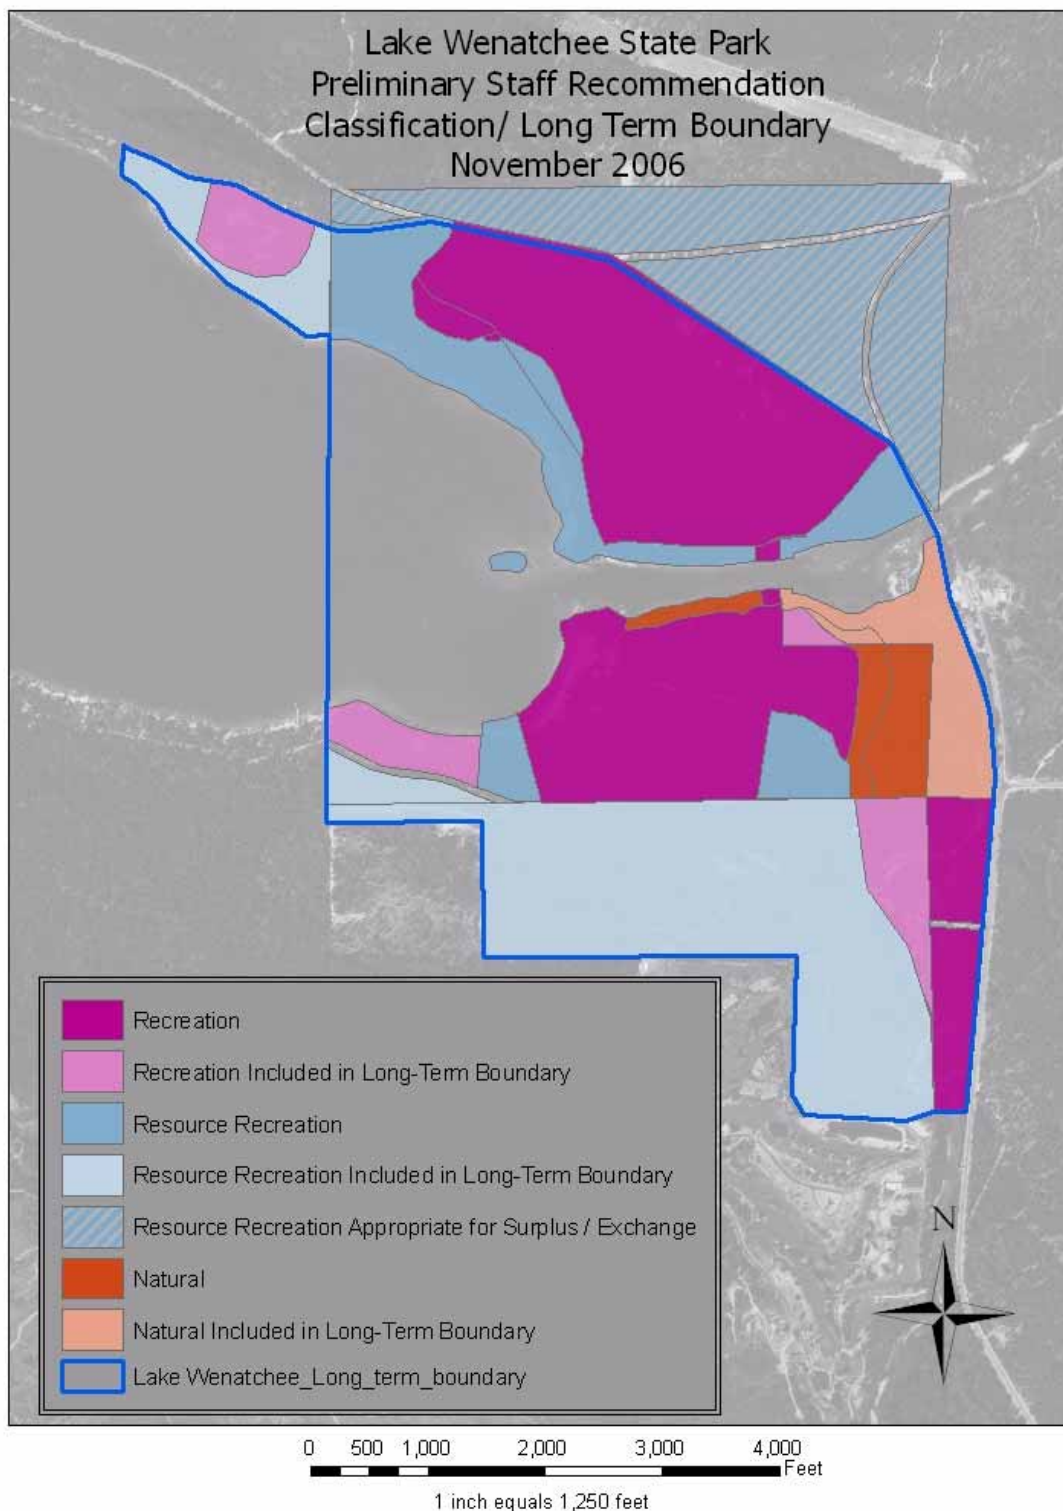 Lake Wenatchee State Park
Preliminary Staff Recommendation
Classification/ Long Term Boundary
November 2006
Recreation
Recreation Included in Long-Term Boundary
Resource Recreation
Resource Recreation Included in Long-Term Boundary
Resource Recreation Appropriate for Surplus / Exchange
Natural
Natural Included in Long-Term Boundary
Lake Wenatchee_Long_term_boundary
N
0 500 1,000 2,000 3,000 4,000
Feet
1 inch equals 1,250 feet